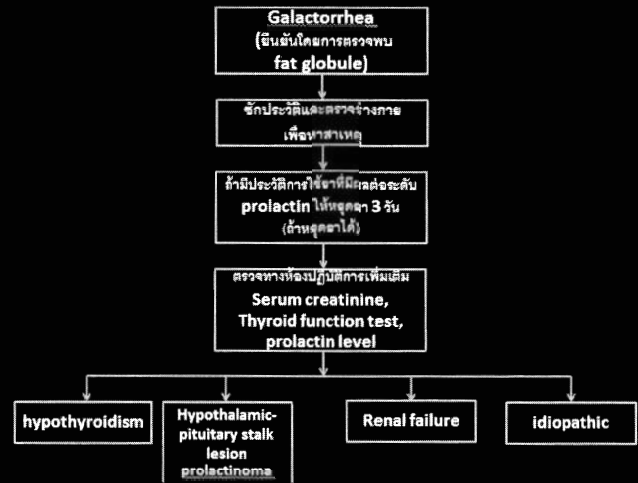 Galactorrhea
(ยืนยันโดยการตรวจพบ
fat globule)
ซักประวัติและตรวจร่างกาย
เพื่อหาสาเหตุ
ถ้ามีประวัติการใช้ยาที่มีผลต่อระดับ
prolactin ให้หยุดยา 3 วัน
(ถ้าหยุดยาได้)
ตรวจทางห้องปฏิบัติการเพิ่มเติม
Serum creatinine,
Thyroid function test,
prolactin level
hypothyroidism
Hypothalamic-
pituitary stalk
lesion
prolactinoma
Renal failure
idiopathic